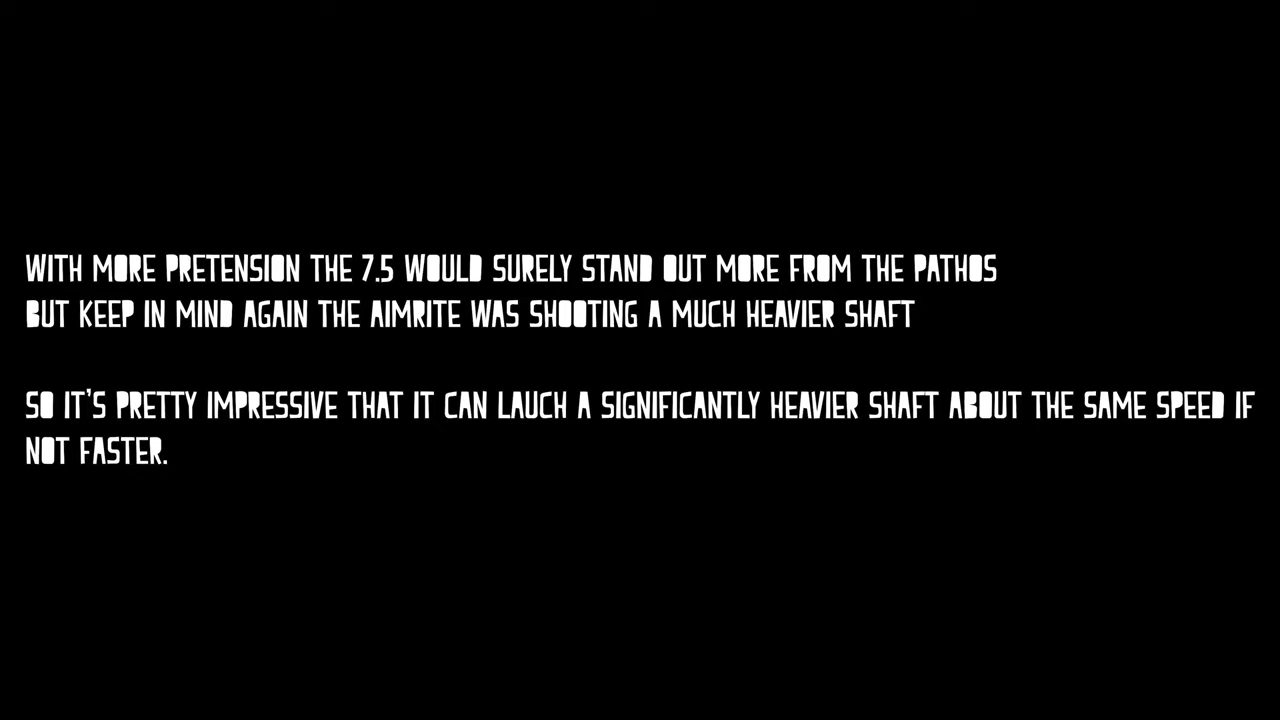 WITH MORE PRETENSION THE 7.5 WOULD SURELY STAND OUT MORE FROM THE PATHOS
BUT KEEP IN MIND AGAIN THE AIMRITE WAS SHOOTING A MUCH HEAVIER SHAFT
SO IT'S PRETTY IMPRESSIVE THAT IT CAN LAUCH A SIGNIFICANTLY HEAVIER SHAFT ABOUT THE SAME SPEED IF
NOT FASTER.